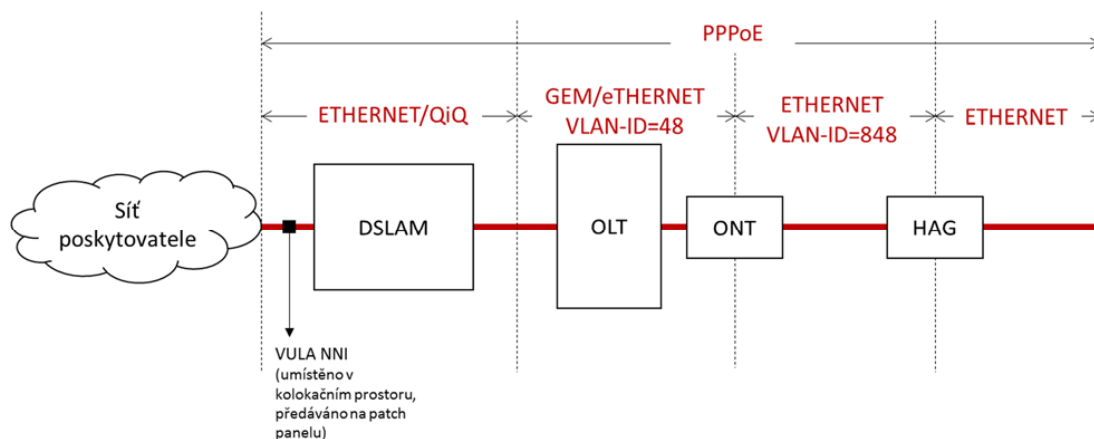 PPPoE
ETHERNET/QiQ
GEM/eTHERNET
VLAN-ID=48
ETHERNET
VLAN-ID=848
ETHERNET
Síť
poskytovatele
DSLAM
OLT
ONT
HAG
VULA NNI
(umístěno v
kolokačním prostoru,
předáváno na patch
panelu)